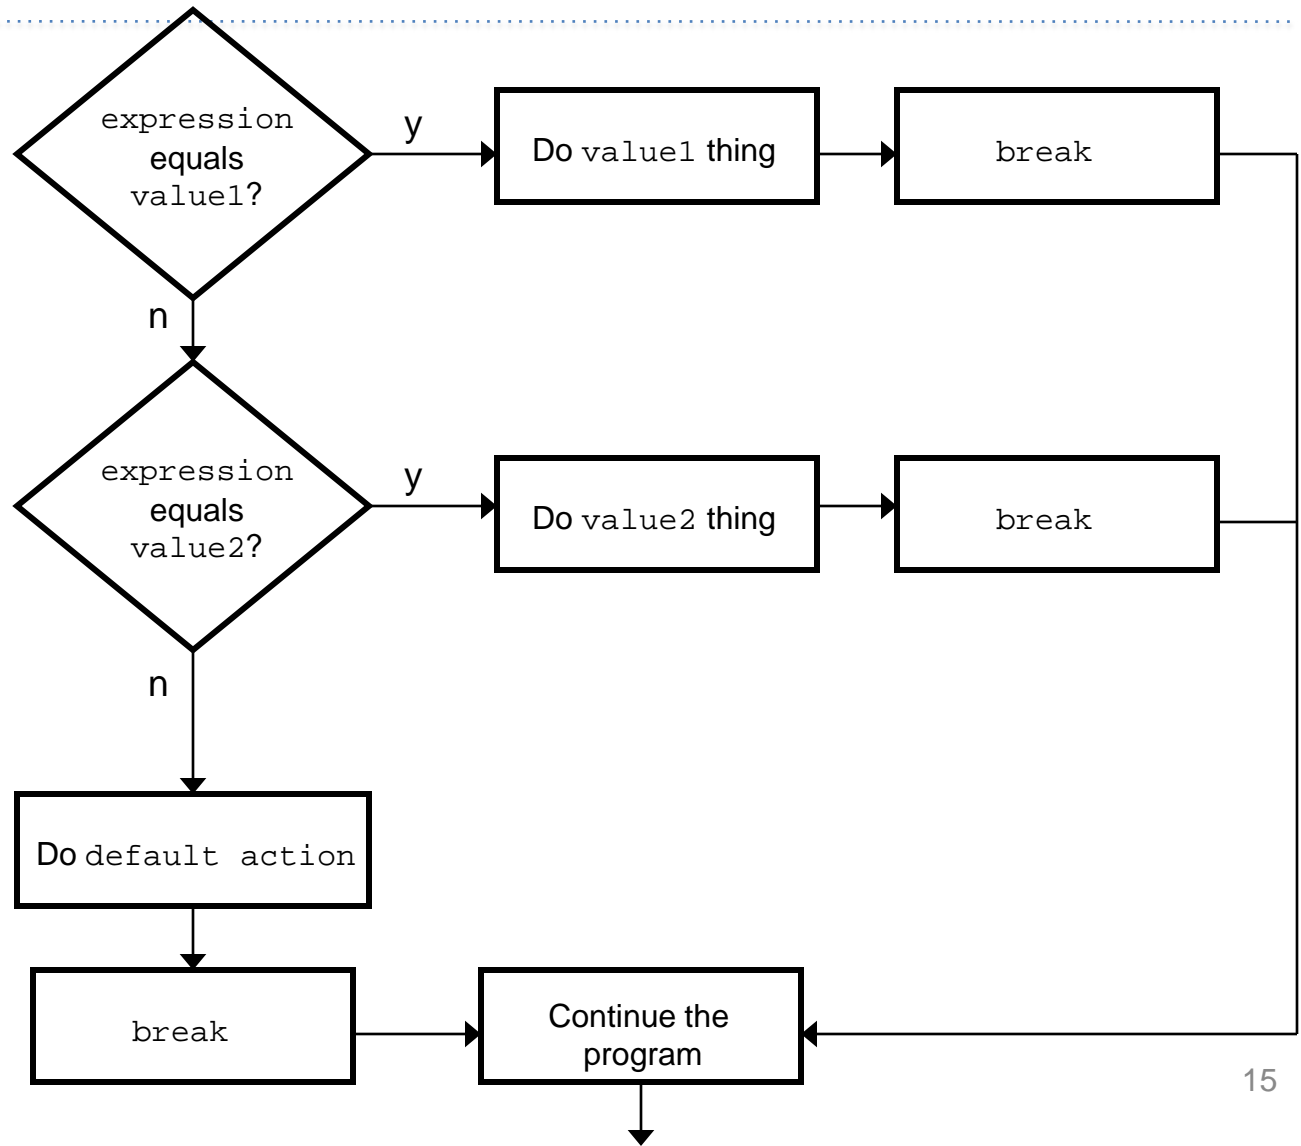 expression
equals
value1?
y
Do value1 thing
break
n
expression
equals
value2?
y
Do value2 thing
break
n
Do default action
break
Continue the
program
15